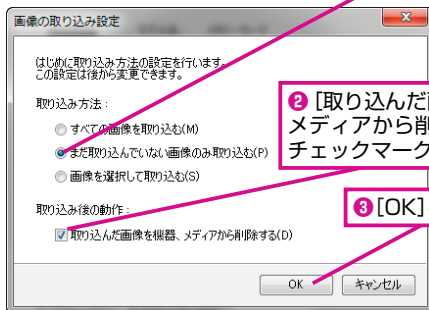 画像の取り込み設定
はじめに取り込み方法の設定を行います。
この設定は後から変更できます。
取り込み方法：
すべての画像を取り込む(M)
まだ取り込んでいない画像のみ取り込む(P)
画像を選択して取り込む(S)
取り込み後の動作：
取り込んだ画像を機器、メディアから削除する(D)
OK
キャンセル
❷[取り込んだ
メディアから削
チェックマーク
❸[OK]